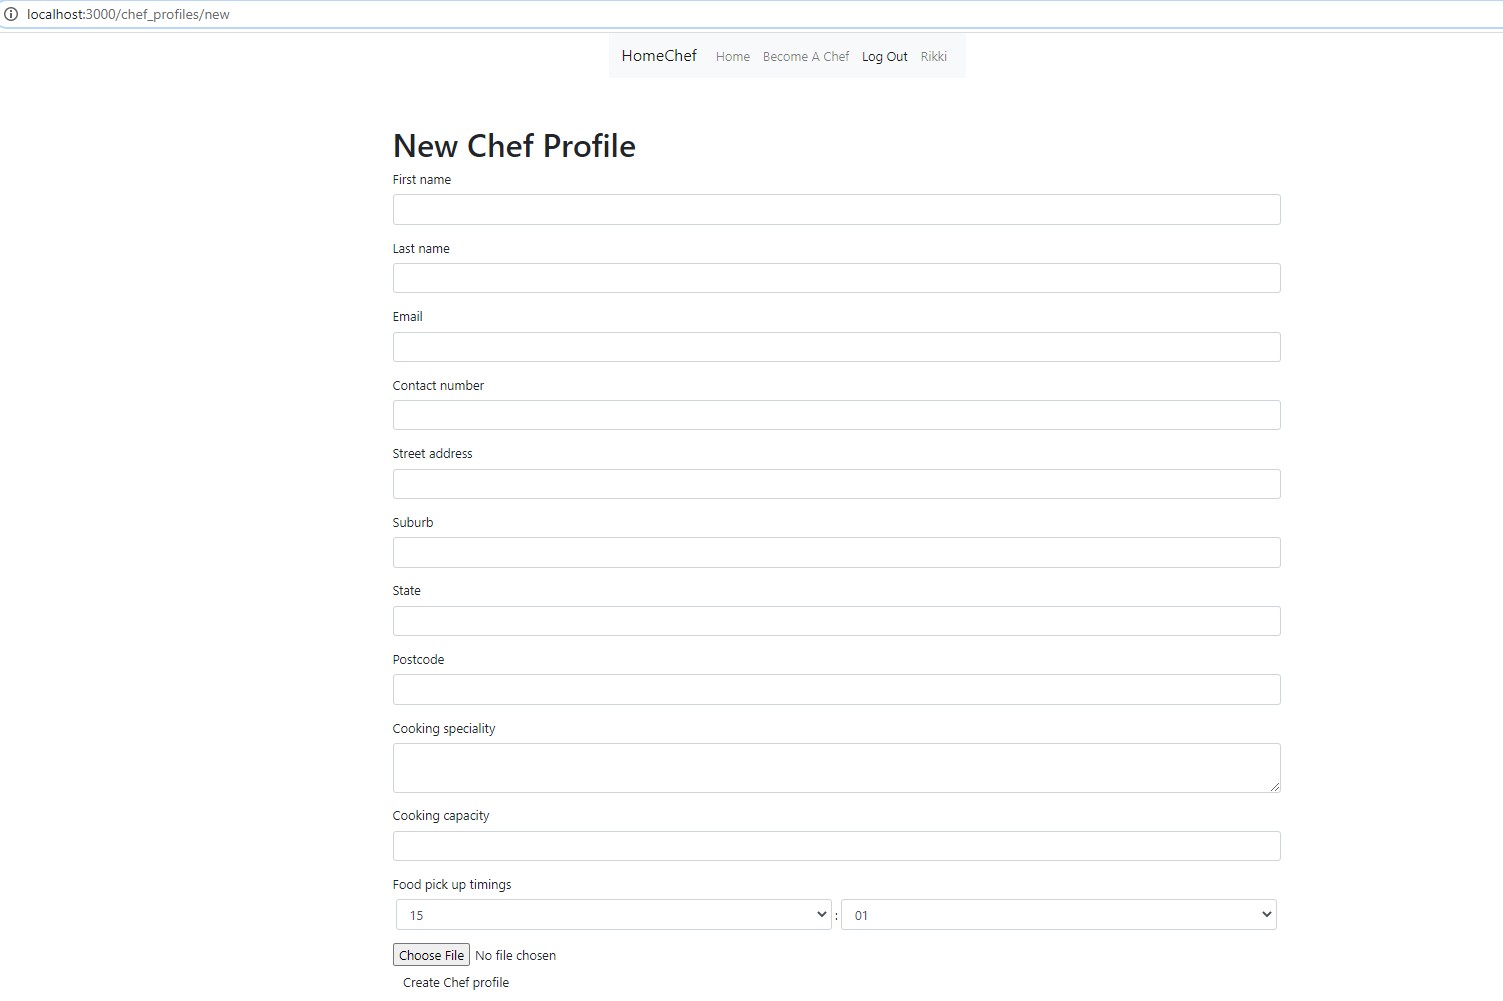 localhost:3000/chef_profiles/new
HomeChef Home Become A Chef Log Out Rikki
New Chef Profile
First name
Last name
Email
Contact number
Street address
Suburb
State
Postcode
Cooking speciality
Cooking capacity
Food pick up timings
15 : 01
Choose File No file chosen
Create Chef profile